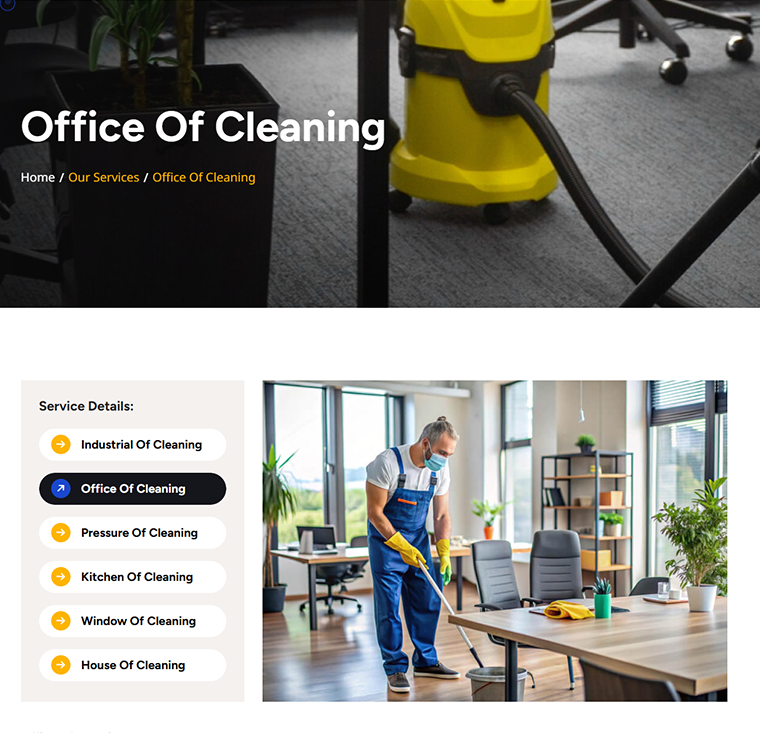 Office Of Cleaning
Home / Our Services / Office Of Cleaning
Service Details:
Industrial Of Cleaning
Office Of Cleaning
Pressure Of Cleaning
Kitchen Of Cleaning
Window Of Cleaning
House Of Cleaning